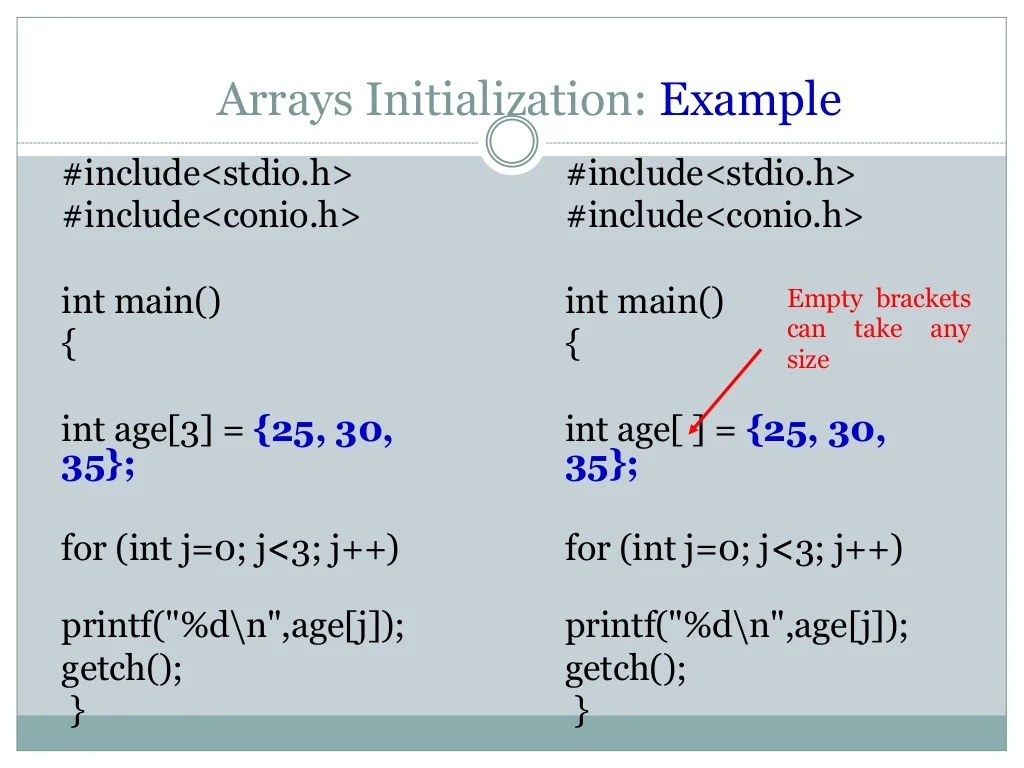 Arrays Initialization: Example
#include<stdio.h>
#include<conio.h>
int main()
{
int age[3] = {25, 30,
35};
for (int j=0; j<3; j++)
printf("%d\n",age[j]);
getch();
}
#include<stdio.h>
#include<conio.h>
int main()
{
Empty brackets
can take any
size
int age[ ] = {25, 30,
35};
for (int j=0; j<3; j++)
printf("%d\n",age[j]);
getch();
}